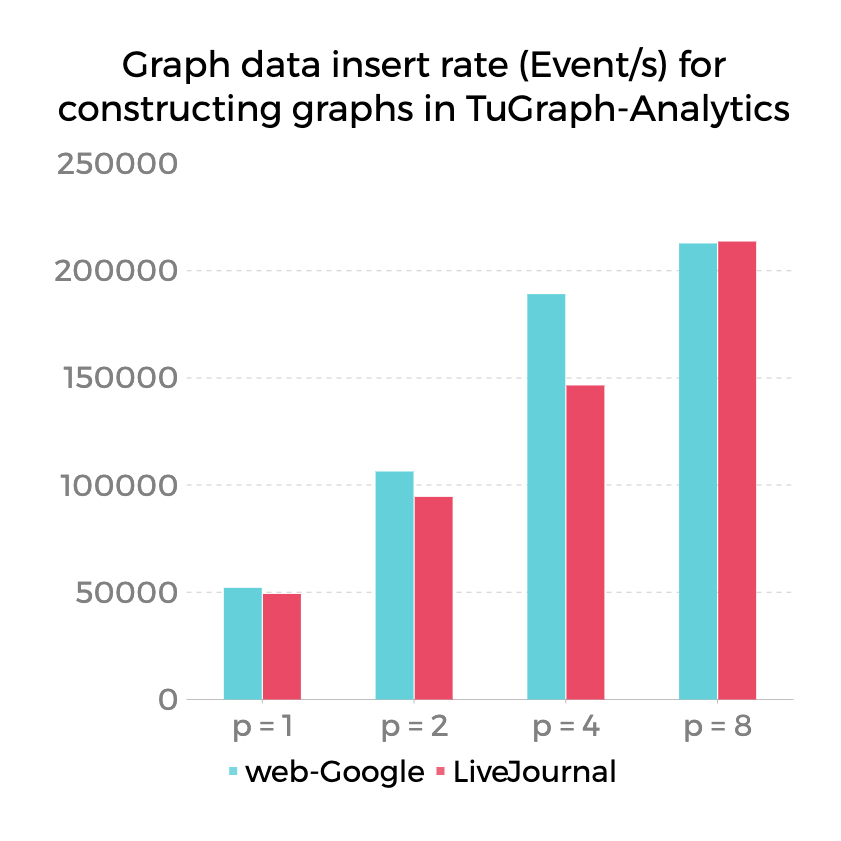 Graph data insert rate (Event/s) for
constructing graphs in TuGraph-Analytics
250000
200000
150000
100000
50000
0
p = 1 p = 2 p = 4 p = 8
web-Google LiveJournal